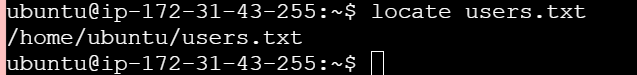 ubuntu@ip-172-31-43-255:~$ locate users.txt
/home/ubuntu/users.txt
ubuntu@ip-172-31-43-255:~$